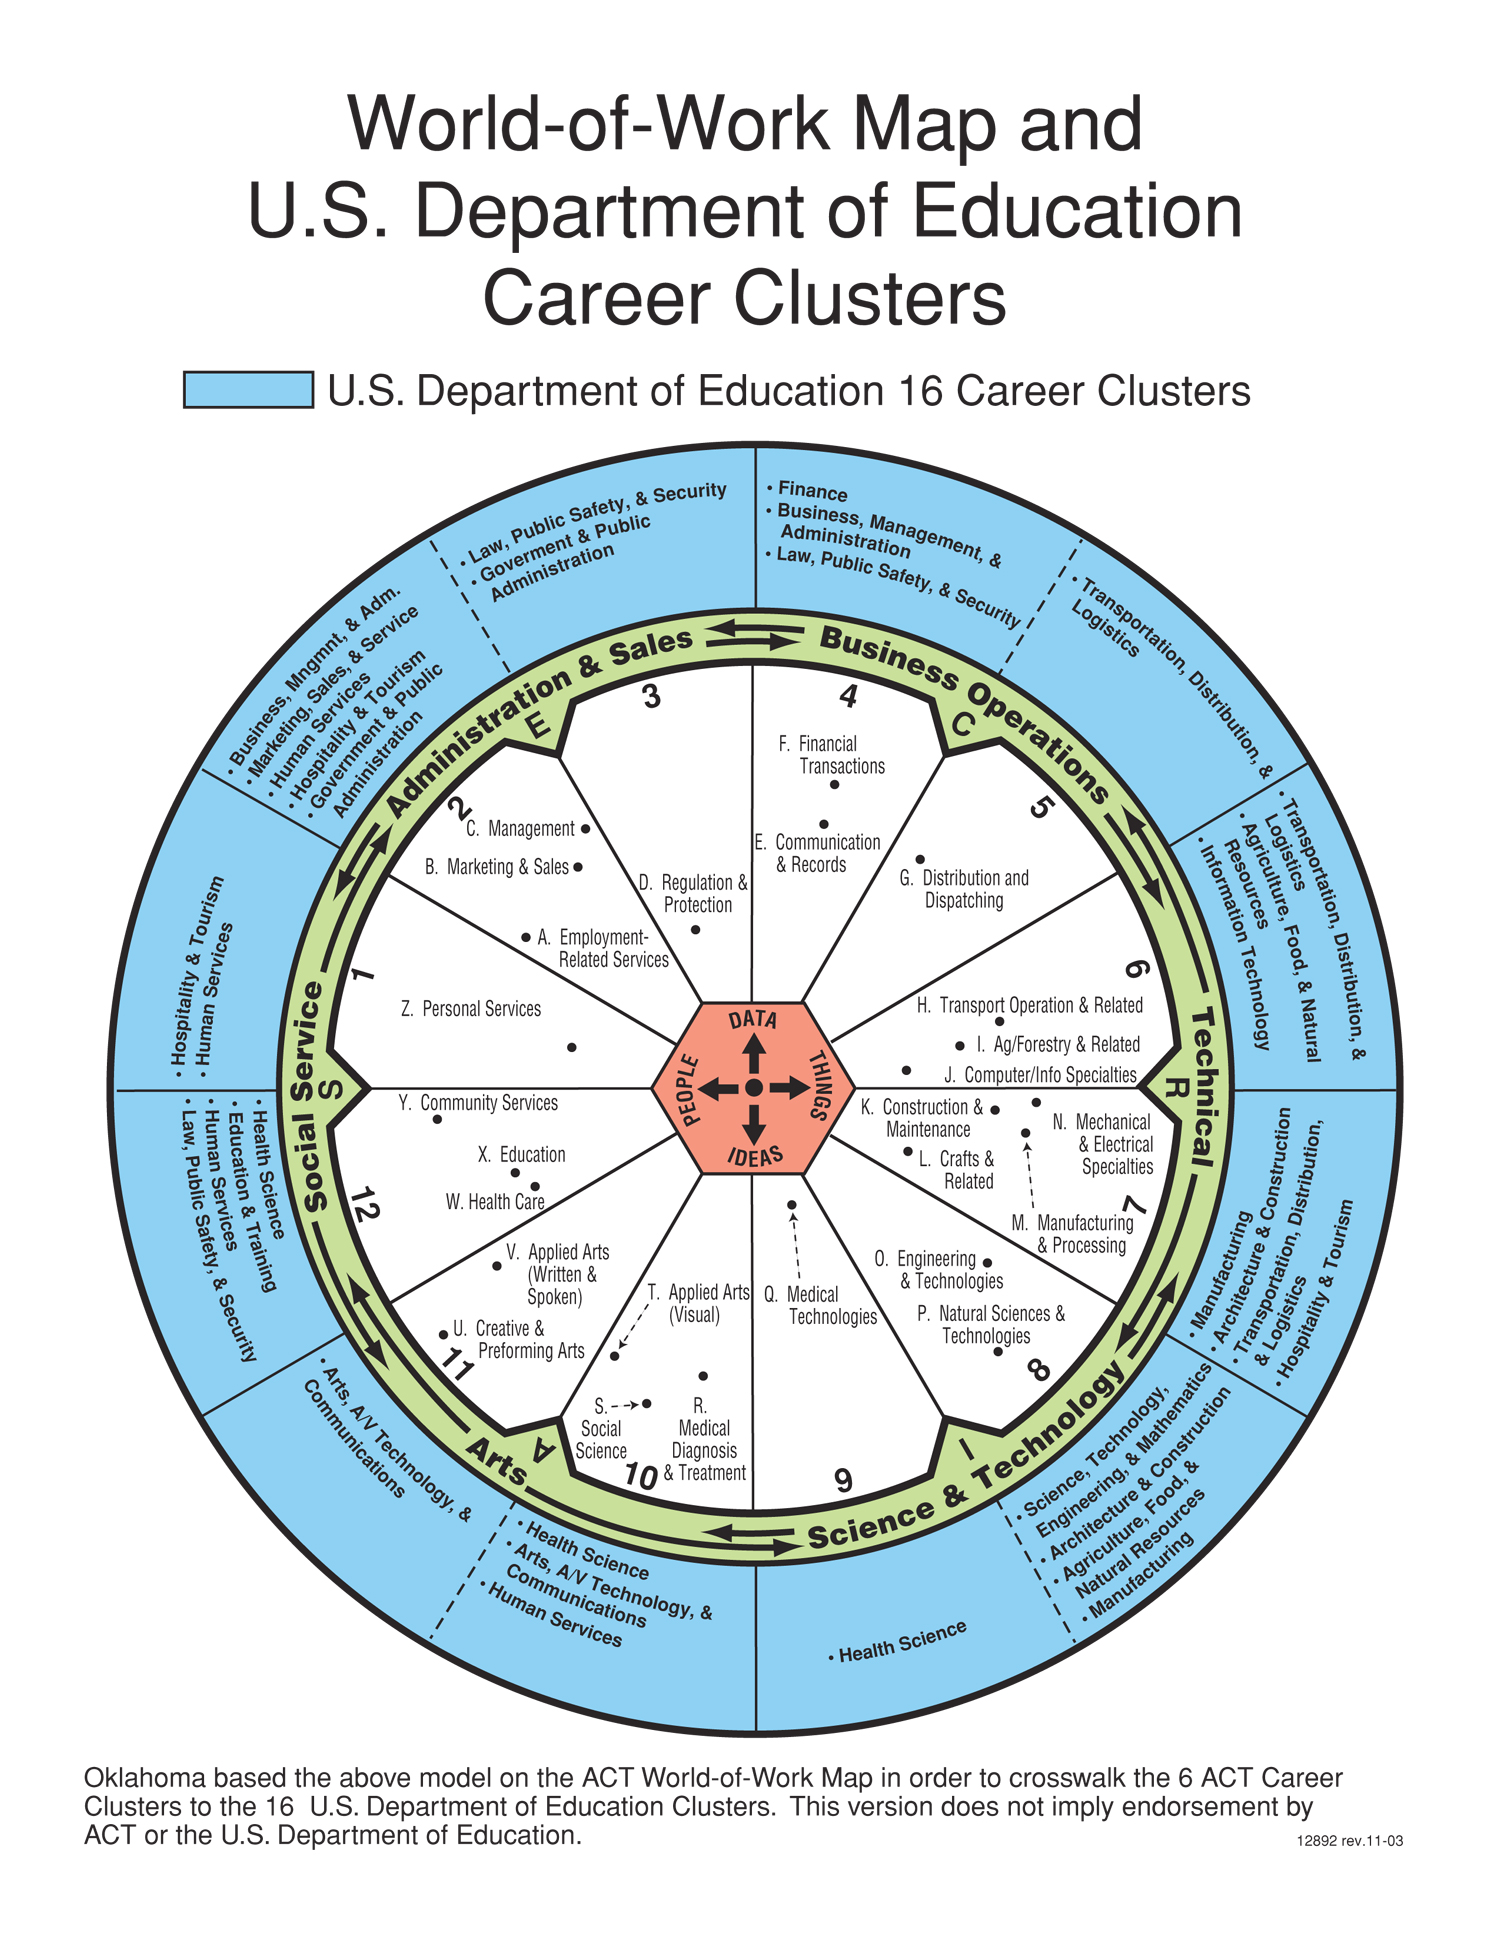 World-of-Work Map and
U.S. Department of Education
Career Clusters
U.S. Department of Education 16 Career Clusters
• Law, Public Safety, & Security
• Goverment & Public
Administration
• Finance
• Business, Management, &
Administration
• Law, Public Safety, & Security
• Transportation, Distribution, &
Logistics
• Transportation, Distribution, &
Logistics
• Agriculture, Food, & Natural
Resources
• Information Technology
• Manufacturing
• Architecture & Construction
• Transportation, Distribution,
& Logistics
• Hospitality & Tourism
• Science, Technology,
Engineering, & Mathematics
• Architecture & Construction
• Agriculture, Food, &
Natural Resources
• Manufacturing
• Health Science
• Health Science
• Arts, A/V Technology, &
Communications
• Human Services
• Arts, A/V Technology, &
Communications
• Health Science
• Education & Training
• Human Services
• Law, Public Safety, & Security
• Hospitality & Tourism
• Human Services
• Business, Mngmnt, & Adm.
• Marketing, Sales, & Service
• Human Services
• Hospitality & Tourism
• Government & Public
Administration
Administration & Sales
Business Operations
Technical
Science & Technology
Arts
Social Service
E
C
R
I
A
S
1
2
3
4
5
6
7
8
9
10
11
12
C. Management
B. Marketing & Sales
A. Employment-
Related Services
D. Regulation &
Protection
F. Financial
Transactions
E. Communication
& Records
G. Distribution and
Dispatching
H. Transport Operation & Related
I. Ag/Forestry & Related
J. Computer/Info Specialties
K. Construction &
Maintenance
L. Crafts &
Related
N. Mechanical
& Electrical
Specialties
M. Manufacturing
& Processing
O. Engineering
& Technologies
P. Natural Sciences &
Technologies
Q. Medical
Technologies
R.
Medical
Diagnosis
& Treatment
S.
Social
Science
T. Applied Arts
(Visual)
U. Creative &
Preforming Arts
V. Applied Arts
(Written &
Spoken)
W. Health Care
X. Education
Y. Community Services
Z. Personal Services
DATA
THINGS
IDEAS
PEOPLE
Oklahoma based the above model on the ACT World-of-Work Map in order to crosswalk the 6 ACT Career
Clusters to the 16 U.S. Department of Education Clusters. This version does not imply endorsement by
ACT or the U.S. Department of Education.
12892 rev.11-03